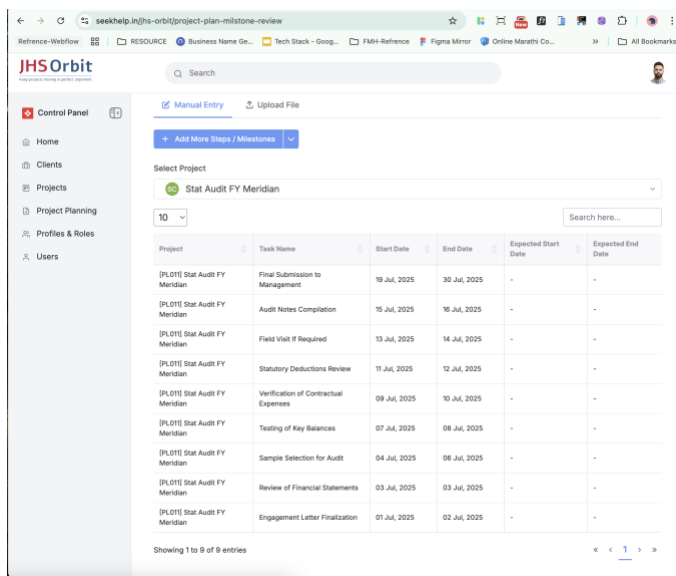 seekhelp.in/jhs-orbit/project-plan-milstone-review
New
Refrence-Webflow RESOURCE Business Name Ge... Tech Stack - Goog... FMH-Refrence Figma Mirror Online Marathi Co... » All Bookmarks
JHS Orbit
Keep projects moving in perfect alignment
Search
Control Panel
Home
Clients
Projects
Project Planning
Profiles & Roles
Users
Manual Entry Upload File
+ Add More Steps / Milestones
Select Project
SC Stat Audit FY Meridian
10 Search here...
Project Task Name Start Date End Date Expected Start Date Expected End Date
[PL011] Stat Audit FY Meridian Final Submission to Management 19 Jul, 2025 30 Jul, 2025 - -
[PL011] Stat Audit FY Meridian Audit Notes Compilation 15 Jul, 2025 16 Jul, 2025 - -
[PL011] Stat Audit FY Meridian Field Visit If Required 13 Jul, 2025 14 Jul, 2025 - -
[PL011] Stat Audit FY Meridian Statutory Deductions Review 11 Jul, 2025 12 Jul, 2025 - -
[PL011] Stat Audit FY Meridian Verification of Contractual Expenses 09 Jul, 2025 10 Jul, 2025 - -
[PL011] Stat Audit FY Meridian Testing of Key Balances 07 Jul, 2025 08 Jul, 2025 - -
[PL011] Stat Audit FY Meridian Sample Selection for Audit 04 Jul, 2025 06 Jul, 2025 - -
[PL011] Stat Audit FY Meridian Review of Financial Statements 03 Jul, 2025 03 Jul, 2025 - -
[PL011] Stat Audit FY Meridian Engagement Letter Finalization 01 Jul, 2025 02 Jul, 2025 - -
Showing 1 to 9 of 9 entries « ‹ 1 › »